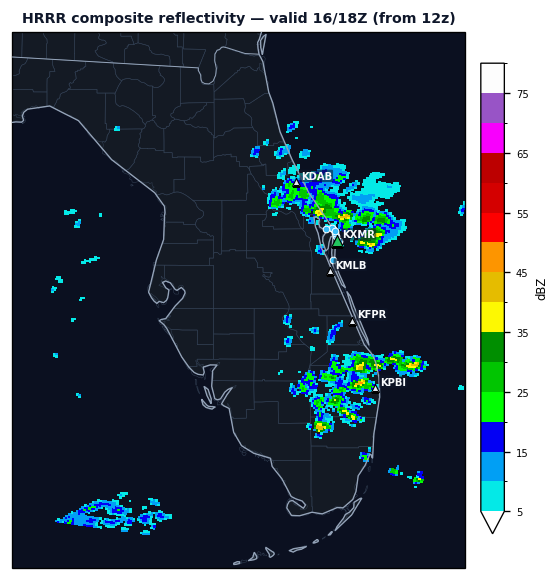 HRRR composite reflectivity — valid 16/18Z (from 12z)
75
65
55
45
35
25
15
5
dBZ
KDAB
KXMR
KMLB
KFPR
KPBI